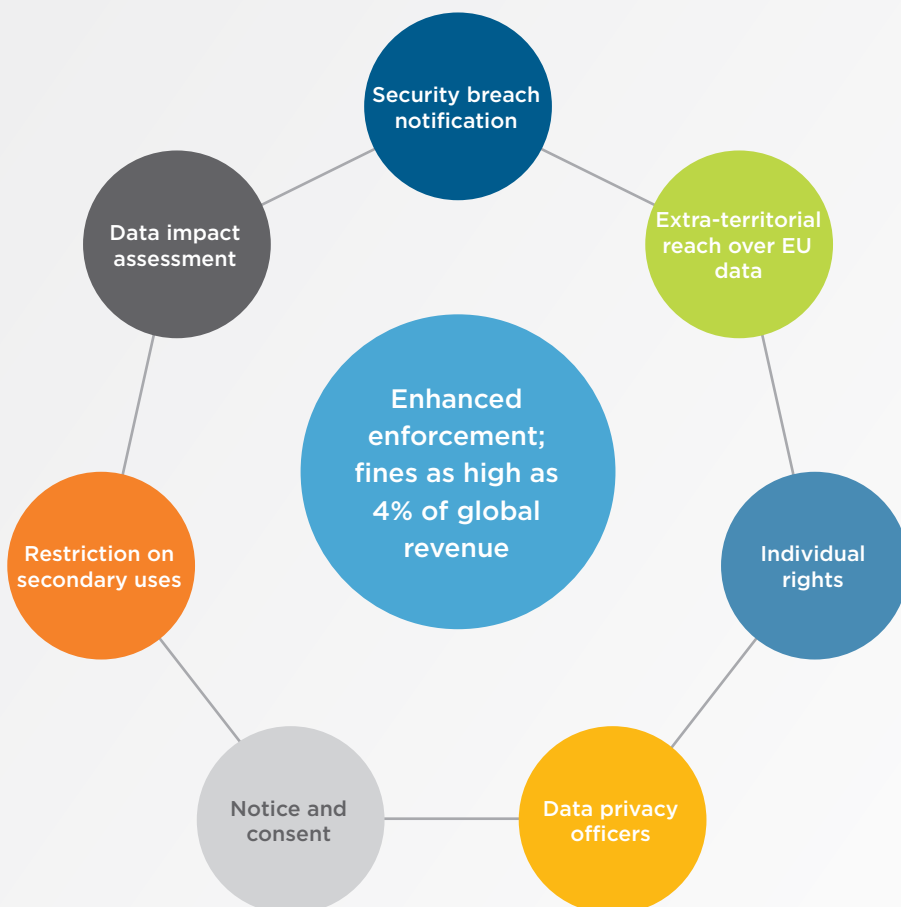 Security breach
notification
Extra-territorial
reach over EU
data
Individual
rights
Data privacy
officers
Notice and
consent
Restriction on
secondary uses
Data impact
assessment
Enhanced
enforcement;
fines as high as
4% of global
revenue